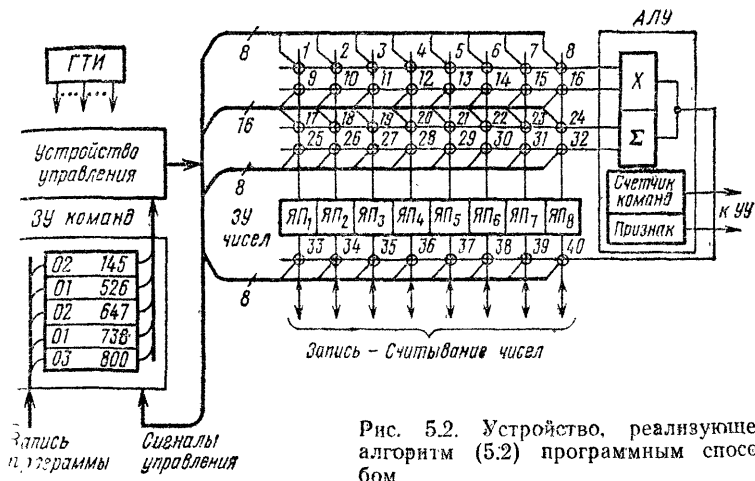 АЛУ
ГТИ
8
1 2 3 4 5 6 7 8
9 10 11 12 13 14 15 16
X
16
17 18 19 20 21 22 23 24
Σ
25 26 27 28 29 30 31 32
Устройство
управления
8
Счетчик
команд
Признак
к УУ
ЗУ
чисел
ЯП1 ЯП2 ЯП3 ЯП4 ЯП5 ЯП6 ЯП7 ЯП8
ЗУ команд
33 34 35 36 37 38 39 40
8
02 145
01 526
02 647
01 738
03 800
Запись – Считывание чисел
Запись
программы
Сигналы
управления
Рис. 5.2. Устройство, реализующе
алгоритм (5.2) программным спосо
бом